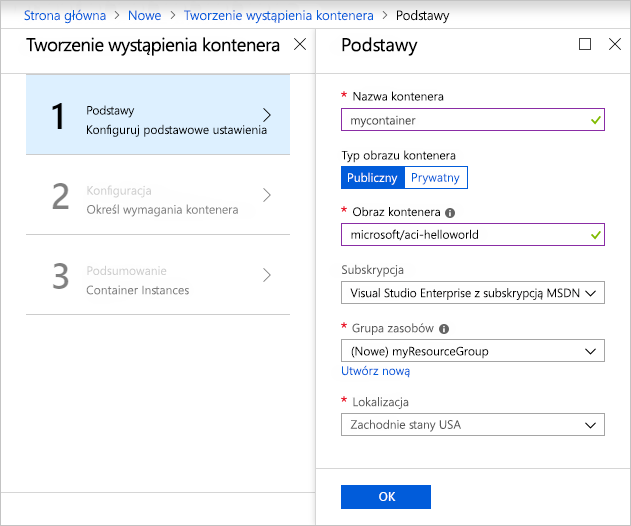 Strona główna > Nowe > Tworzenie wystąpienia kontenera > Podstawy
Tworzenie wystąpienia kontenera
1
Podstawy
Konfiguruj podstawowe ustawienia
2
Konfiguracja
Określ wymagania kontenera
3
Podsumowanie
Container Instances
Podstawy
* Nazwa kontenera
mycontainer
Typ obrazu kontenera
Publiczny Prywatny
* Obraz kontenera
microsoft/aci-helloworld
Subskrypcja
Visual Studio Enterprise z subskrypcją MSDN
* Grupa zasobów
(Nowe) myResourceGroup
Utwórz nową
* Lokalizacja
Zachodnie stany USA
OK